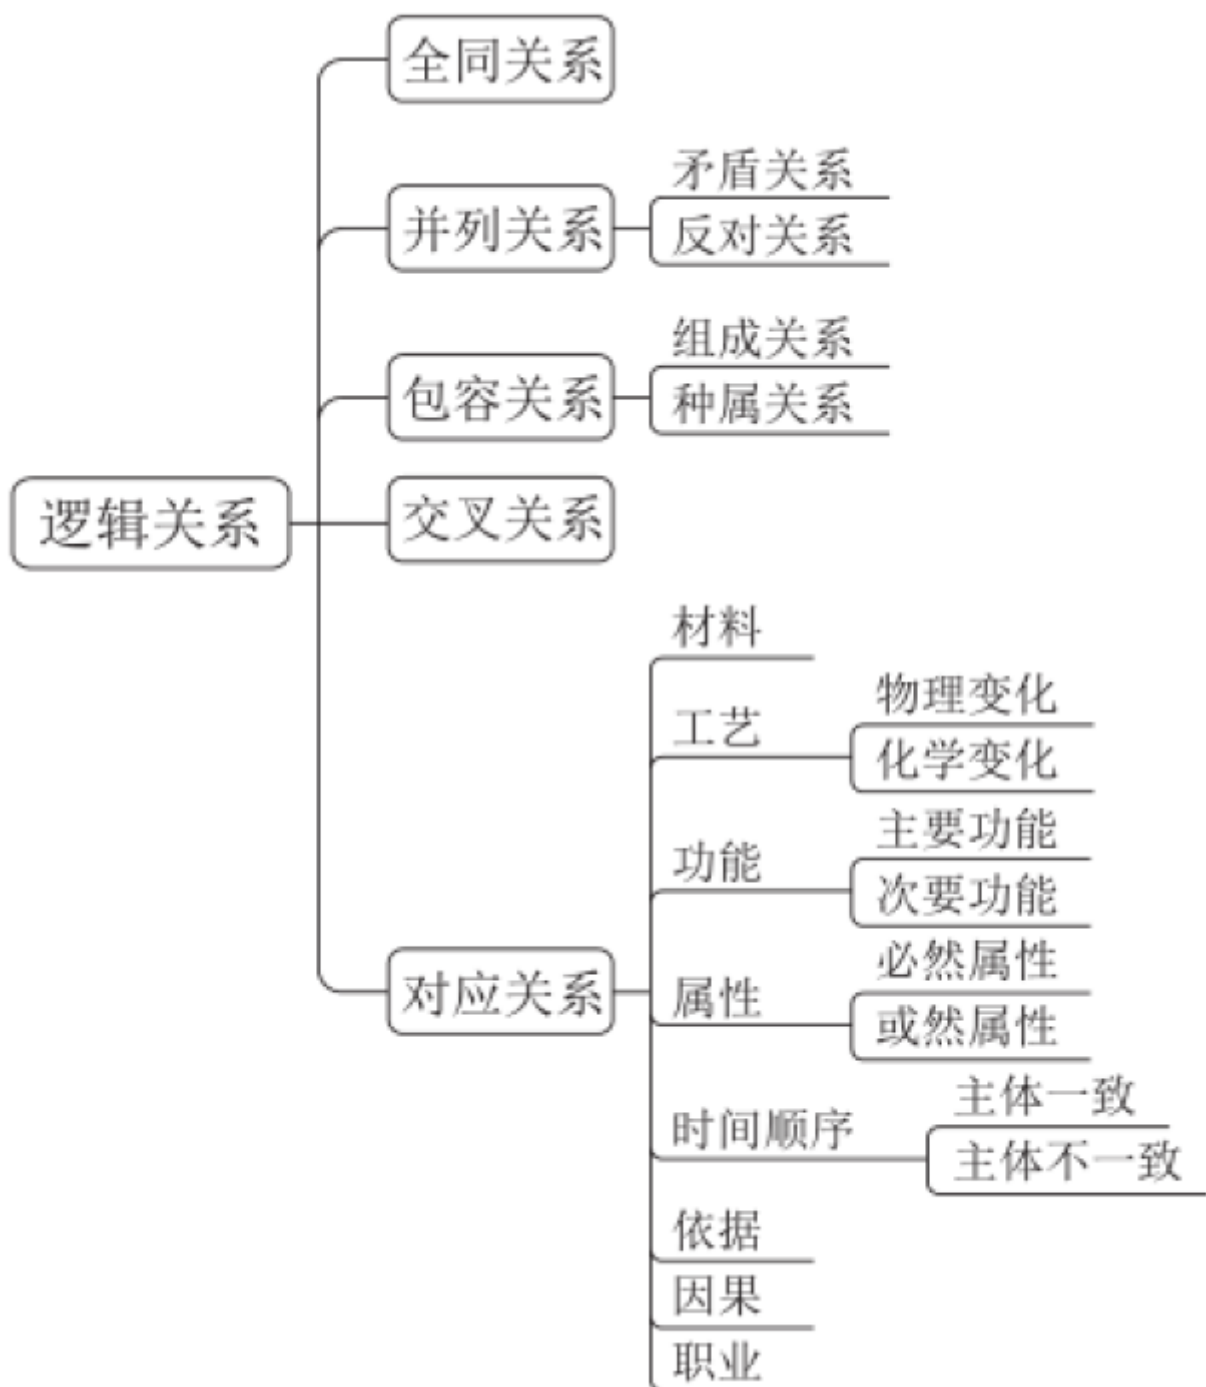 全同关系
矛盾关系
并列关系
反对关系
组成关系
包容关系
种属关系
逻辑关系
交叉关系
材料
物理变化
工艺
化学变化
主要功能
功能
次要功能
必然属性
对应关系
属性
或然属性
主体一致
时间顺序
主体不一致
依据
因果
职业